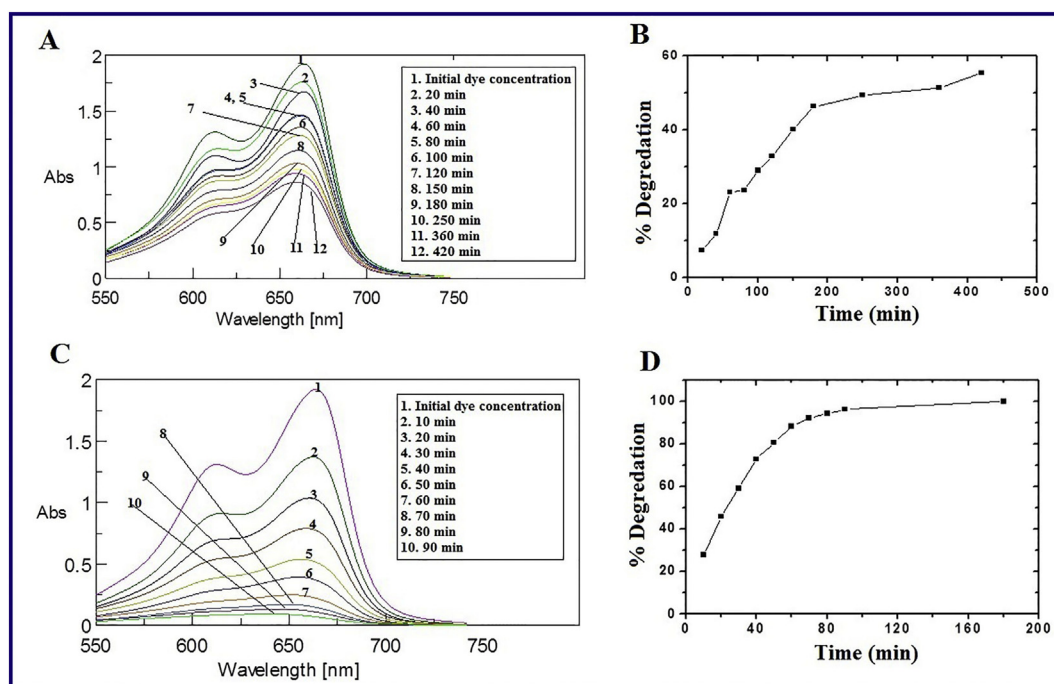 A
2
1.5
1
0.5
0
Abs
550
600
650
700
750
Wavelength [nm]
1
2
3
4, 5
7
6
8
9
10
11
12
1. Initial dye concentration
2. 20 min
3. 40 min
4. 60 min
5. 80 min
6. 100 min
7. 120 min
8. 150 min
9. 180 min
10. 250 min
11. 360 min
12. 420 min
B
% Degredation
60
40
20
0
0
100
200
300
400
500
Time (min)
C
2
1.5
1
0.5
0
Abs
550
600
650
700
750
Wavelength [nm]
1
2
3
4
5
6
7
8
9
10
1. Initial dye concentration
2. 10 min
3. 20 min
4. 30 min
5. 40 min
6. 50 min
7. 60 min
8. 70 min
9. 80 min
10. 90 min
D
% Degredation
100
80
60
40
20
0
0
40
80
120
160
200
Time (min)